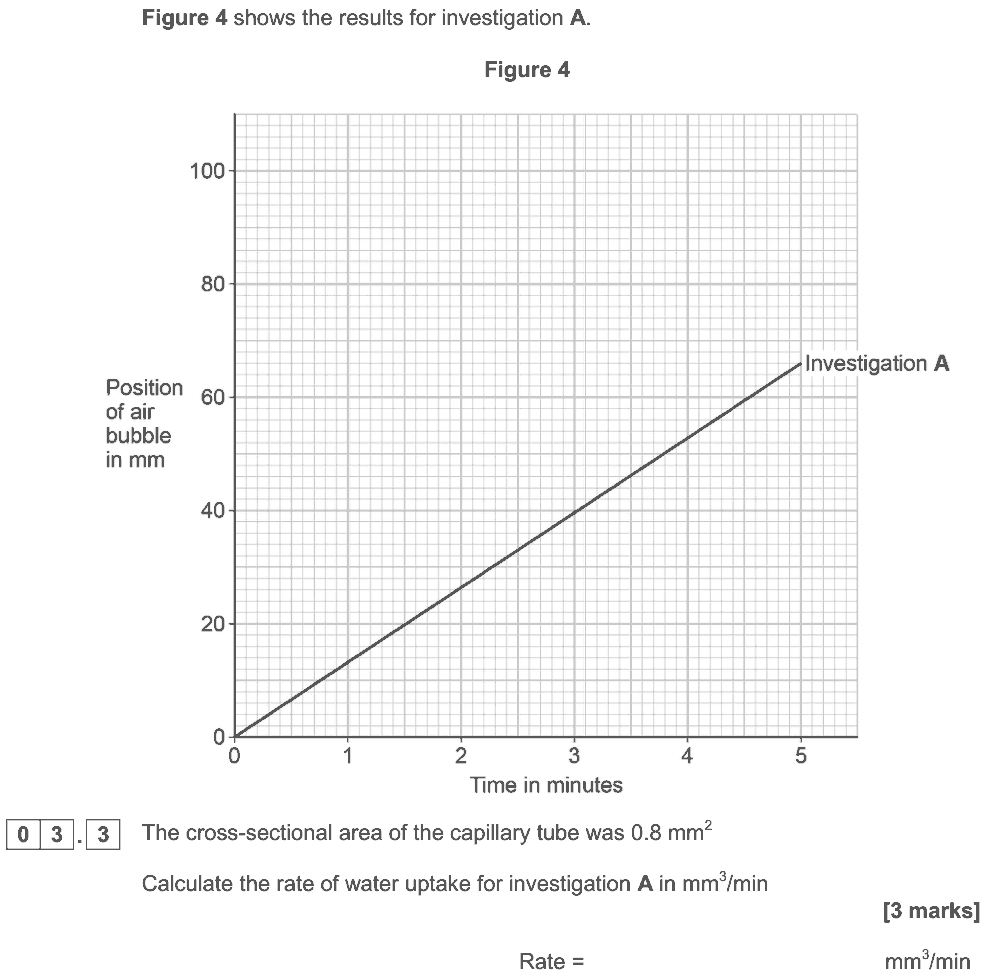 Figure 4 shows the results for investigation A.
Figure 4
100
80
60
40
20
0
Position
of air
bubble
in mm
Investigation A
0 1 2 3 4 5
Time in minutes
0 3 . 3 The cross-sectional area of the capillary tube was 0.8 mm²
Calculate the rate of water uptake for investigation A in mm³/min
[3 marks]
Rate = mm³/min